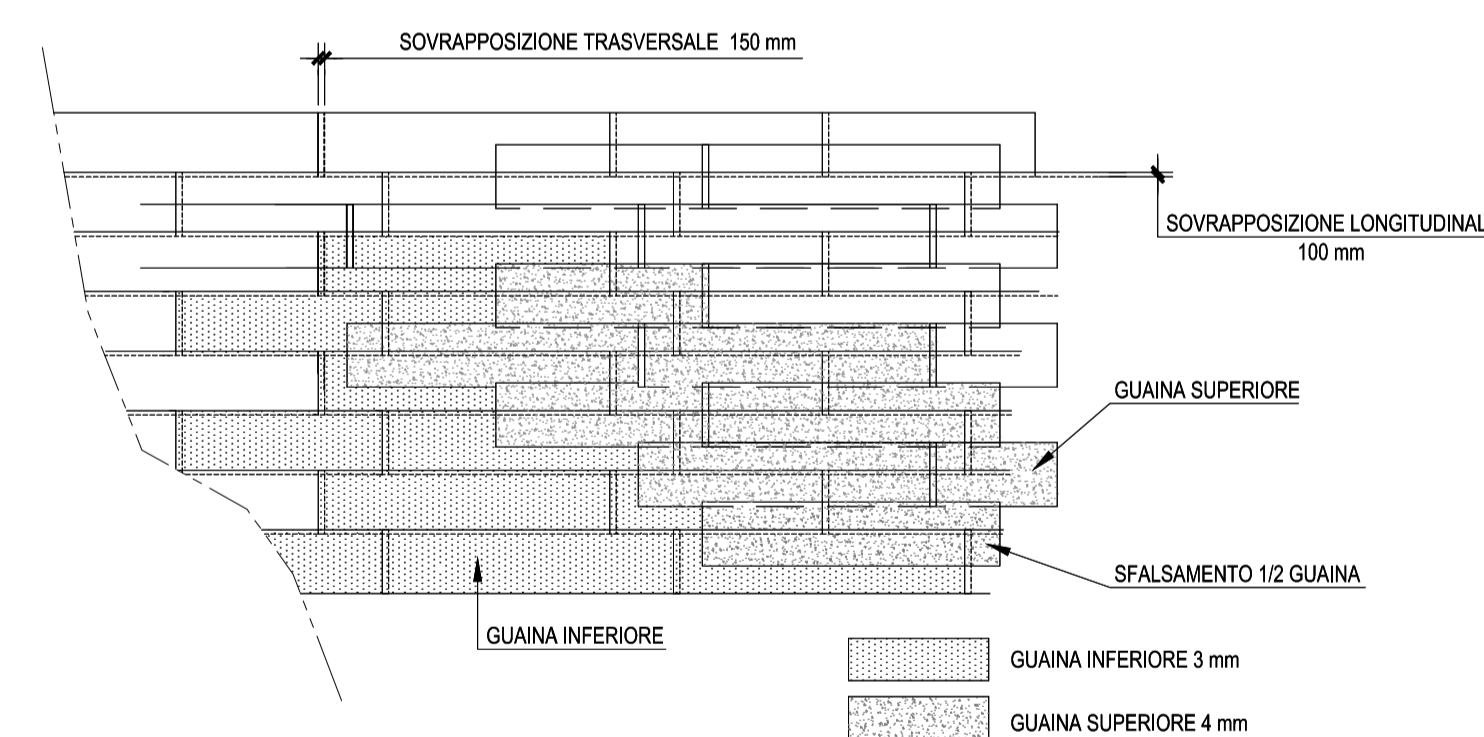 SOVRAPPOSIZIONE TRASVERSALE 150 mm
SOVRAPPOSIZIONE LONGITUDINAL
100 mm
GUAINA SUPERIORE
SFALSAMENTO 1/2 GUAINA
GUAINA INFERIORE
GUAINA INFERIORE 3 mm
GUAINA SUPERIORE 4 mm